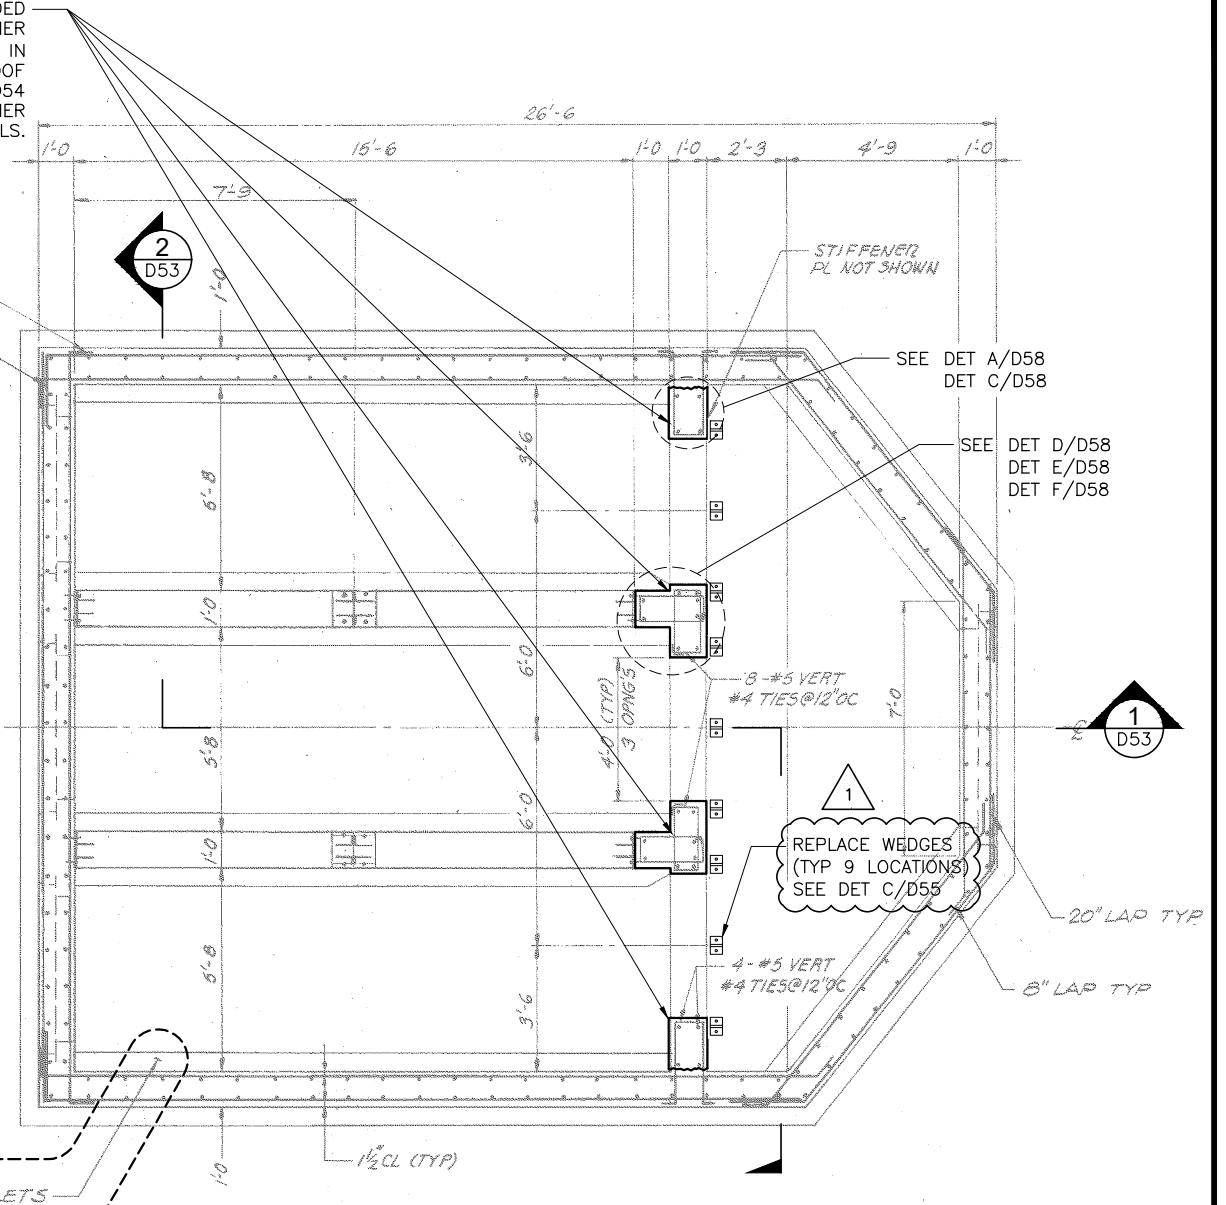 DED
NER
IN
OOF
D54
NER
LS.
26'-6
1'-0
15'-6
1'-0
1'-0
2'-3
4'-9
1'-0
7'-9
2
D53
1'-0
STIFFENER
PL NOT SHOWN
SEE DET A/D58
DET C/D58
SEE DET D/D58
DET E/D58
DET F/D58
3'-6
5'-8
1'-0
6'-0
8-#5 VERT
#4 TIES@12"OC
4'-0 (TYP)
3 OPNG'S
7'-0
℄
1
D53
5'-8
6'-0
1
REPLACE WEDGES
(TYP 9 LOCATIONS)
SEE DET C/D55
1'-0
20" LAP TYP
5'-8
4-#5 VERT
#4 TIES@12"OC
8" LAP TYP
3'-6
1½" CL (TYP)
1'-0
LETS